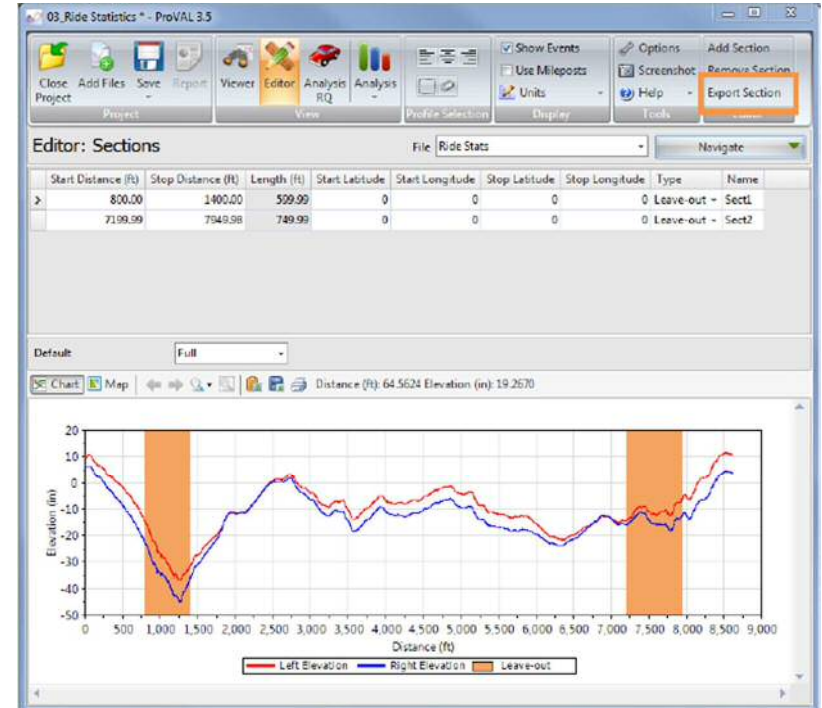 03_Ride Statistics * - ProVAL 3.5
Close Project Add Files Save Report Viewer Editor Analysis RQ Analysis
Show Events Options Add Section
Use Mileposts Screenshot Remove Section
Units Help Export Section
Project View Profile Selection Display Tools Editor
Editor: Sections File Ride Stats Navigate
Start Distance (ft) Stop Distance (ft) Length (ft) Start Latitude Start Longitude Stop Latitude Stop Longitude Type Name
800.00 1400.00 599.99 0 0 0 0 Leave-out Sect1
7199.99 7949.98 749.99 0 0 0 0 Leave-out Sect2
Default Full
Chart Map Distance (ft): 64.5624 Elevation (in): 19.2670
20
10
0
-10
-20
-30
-40
-50
Elevation (in)
0 500 1,000 1,500 2,000 2,500 3,000 3,500 4,000 4,500 5,000 5,500 6,000 6,500 7,000 7,500 8,000 8,500 9,000
Distance (ft)
Left Elevation Right Elevation Leave-out